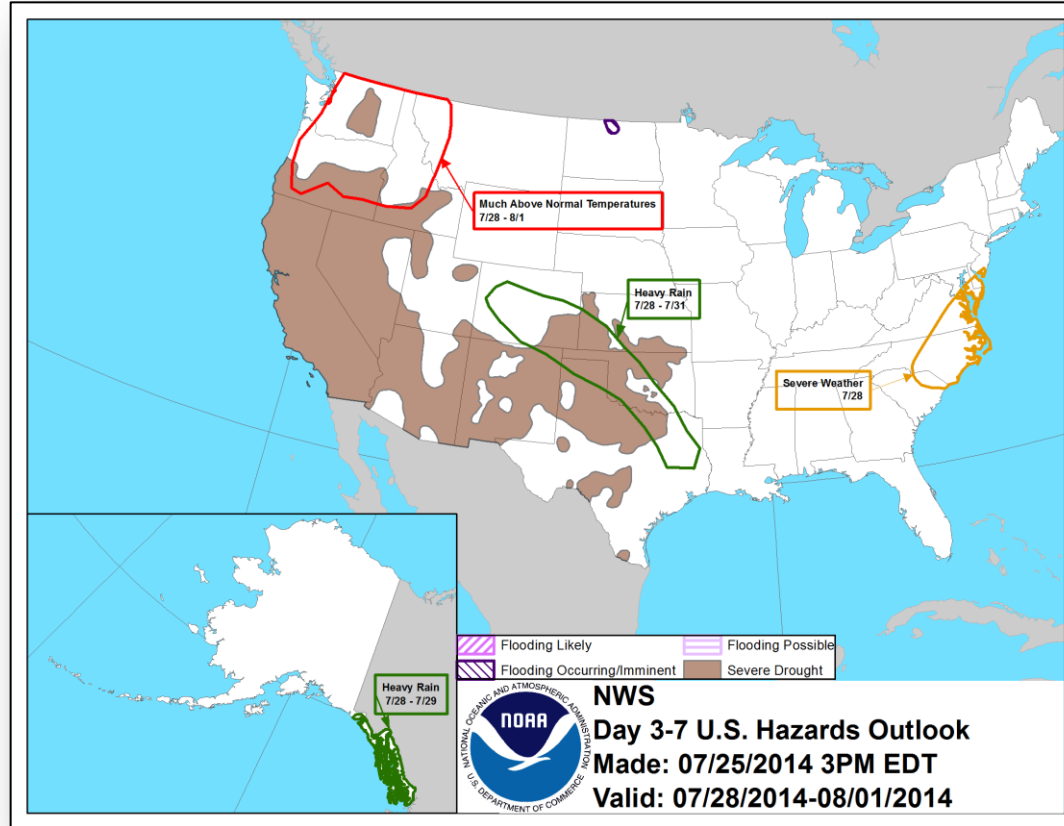 Much Above Normal Temperatures
7/28 - 8/1
Heavy Rain
7/28 - 7/31
Severe Weather
7/28
Heavy Rain
7/28 - 7/29
Flooding Likely
Flooding Possible
Flooding Occurring/Imminent
Severe Drought
NATIONAL OCEANIC AND ATMOSPHERIC ADMINISTRATION
NOAA
U.S. DEPARTMENT OF COMMERCE
NWS
Day 3-7 U.S. Hazards Outlook
Made: 07/25/2014 3PM EDT
Valid: 07/28/2014-08/01/2014